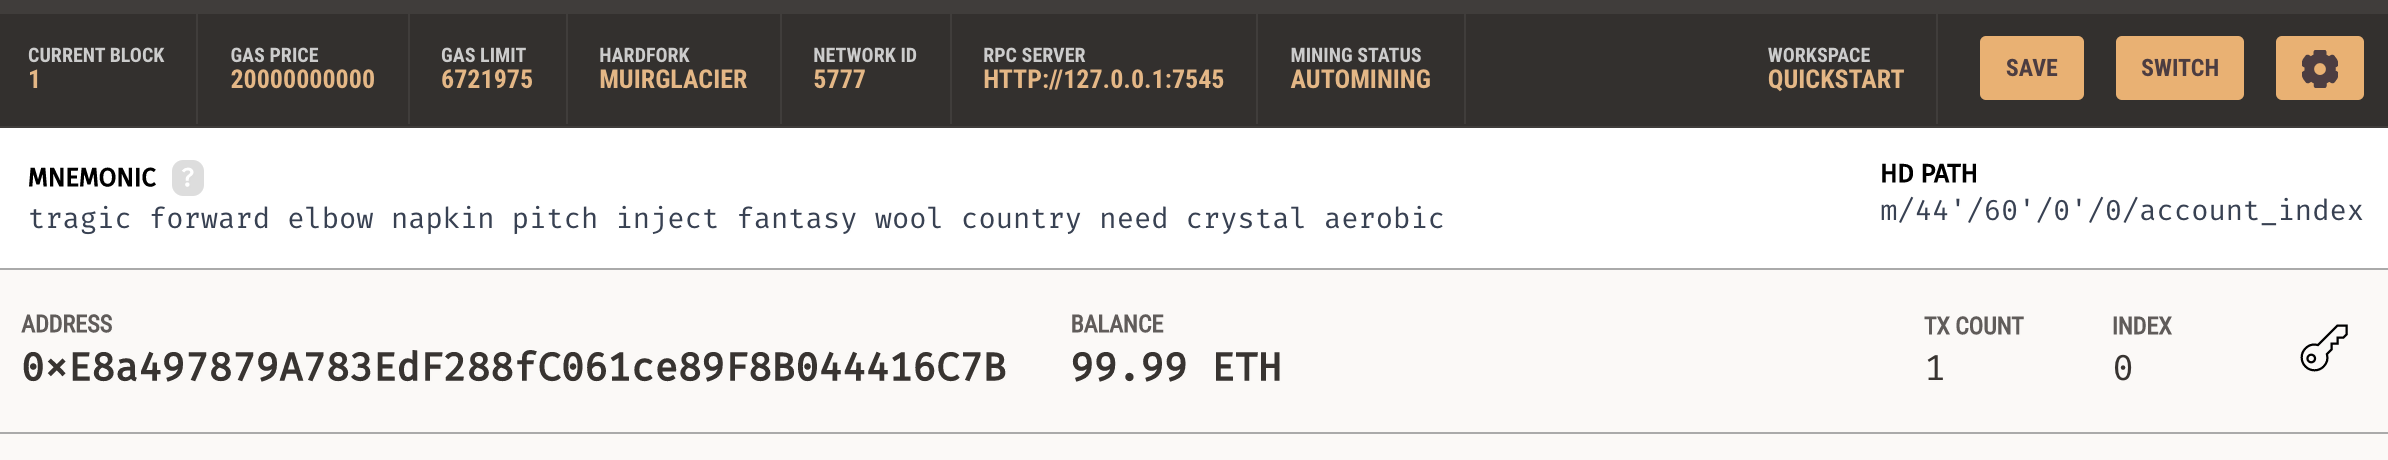 CURRENT BLOCK GAS PRICE GAS LIMIT HARDFORK NETWORK ID RPC SERVER MINING STATUS WORKSPACE
1 20000000000 6721975 MUIRGLACIER 5777 HTTP://127.0.0.1:7545 AUTOMINING QUICKSTART SAVE SWITCH
MNEMONIC ? HD PATH
tragic forward elbow napkin pitch inject fantasy wool country need crystal aerobic m/44'/60'/0'/0/account_index
ADDRESS BALANCE TX COUNT INDEX
0×E8a497879A783EdF288fC061ce89F8B044416C7B 99.99 ETH 1 0